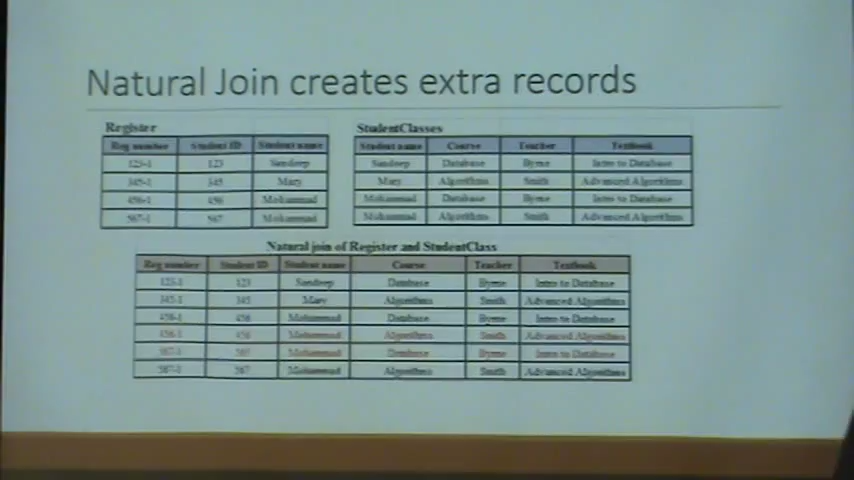 Natural Join creates extra records
Register
Reg number Student ID Student name
123-1 123 Sandeep
345-1 345 Mary
456-1 456 Mohammad
567-1 567 Mohammad
StudentClasses
Student name Course Teacher Textbook
Sandeep Database Byrne Intro to Database
Mary Algorithms Smith Advanced Algorithms
Mohammad Database Byrne Intro to Database
Mohammad Algorithms Smith Advanced Algorithms
Natural join of Register and StudentClass
Reg number Student ID Student name Course Teacher Textbook
123-1 123 Sandeep Database Byrne Intro to Database
345-1 345 Mary Algorithms Smith Advanced Algorithms
456-1 456 Mohammad Database Byrne Intro to Database
456-1 456 Mohammad Algorithms Smith Advanced Algorithms
567-1 567 Mohammad Database Byrne Intro to Database
567-1 567 Mohammad Algorithms Smith Advanced Algorithms